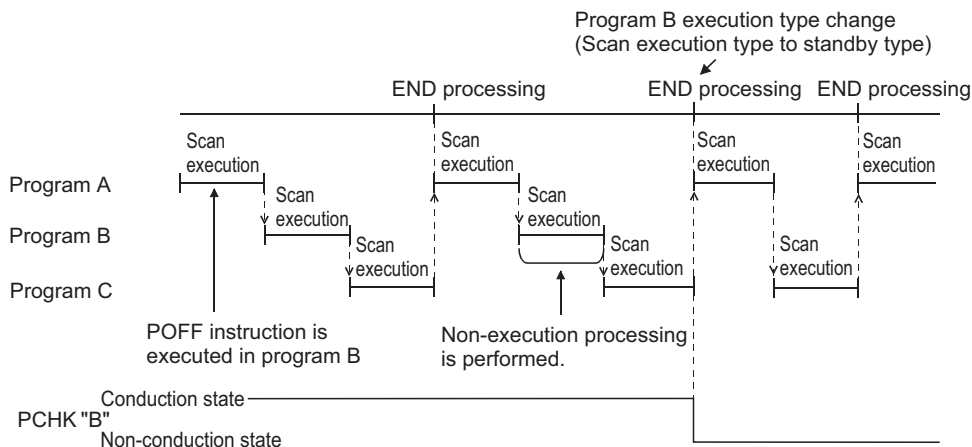 Program B execution type change
(Scan execution type to standby type)
END processing
END processing
END processing
Scan
execution
Scan
execution
Scan
execution
Program A
Scan
execution
Scan
execution
Program B
Scan
execution
Scan
execution
Scan
execution
Program C
POFF instruction is
executed in program B
Non-execution processing
is performed.
Conduction state
PCHK "B"
Non-conduction state